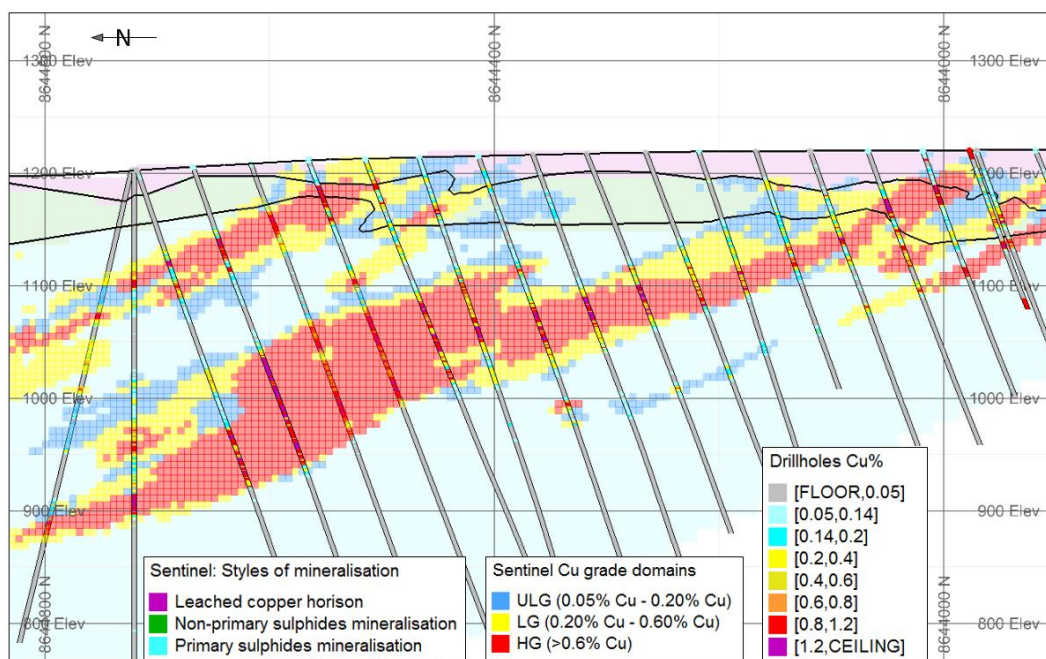 N
8644800 N
8644400 N
8644000 N
1300 Elev
1300 Elev
1200 Elev
1200 Elev
1100 Elev
1100 Elev
1000 Elev
1000 Elev
900 Elev
900 Elev
800 Elev
800 Elev
8644800 N
8644400 N
8644000 N
Sentinel: Styles of mineralisation
Leached copper horison
Non-primary sulphides mineralisation
Primary sulphides mineralisation
Sentinel Cu grade domains
ULG (0.05% Cu - 0.20% Cu)
LG (0.20% Cu - 0.60% Cu)
HG (>0.6% Cu)
Drillholes Cu%
[FLOOR,0.05]
[0.05,0.14]
[0.14,0.2]
[0.2,0.4]
[0.4,0.6]
[0.6,0.8]
[0.8,1.2]
[1.2,CEILING]